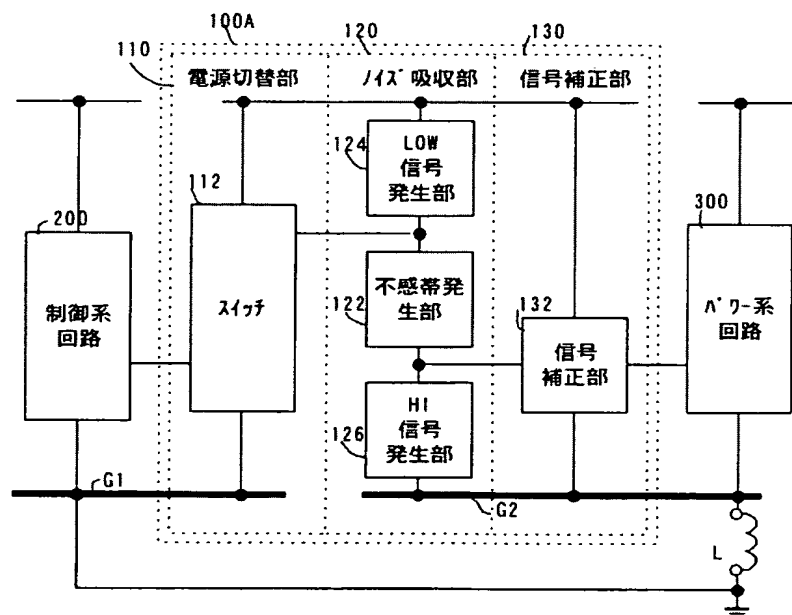 100A
120
130
110
電源切替部
ノイズ吸収部
信号補正部
124
LOW
信号
発生部
112
200
300
制御系
回路
スイッチ
122
不感帯発
生部
132
信号
補正部
パワー系
回路
126
HI
信号
発生部
G1
G2
L